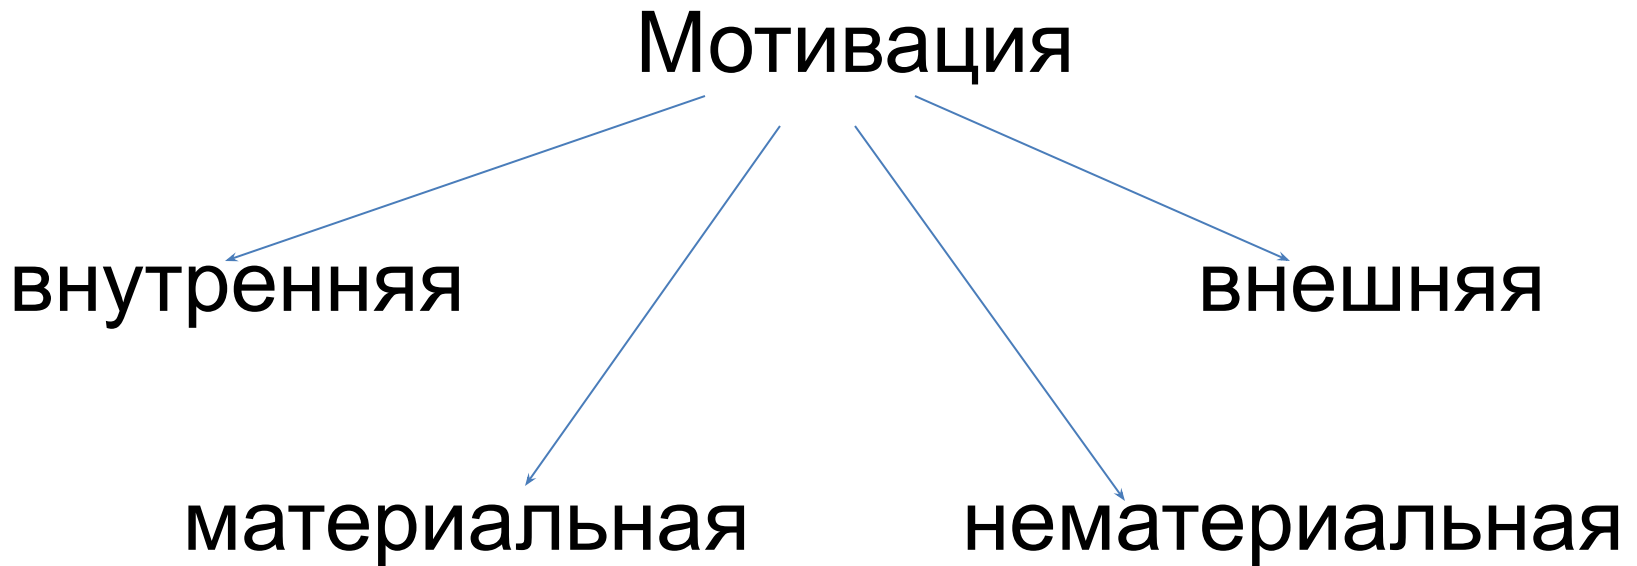 Мотивация
внутренняя
внешняя
материальная
нематериальная